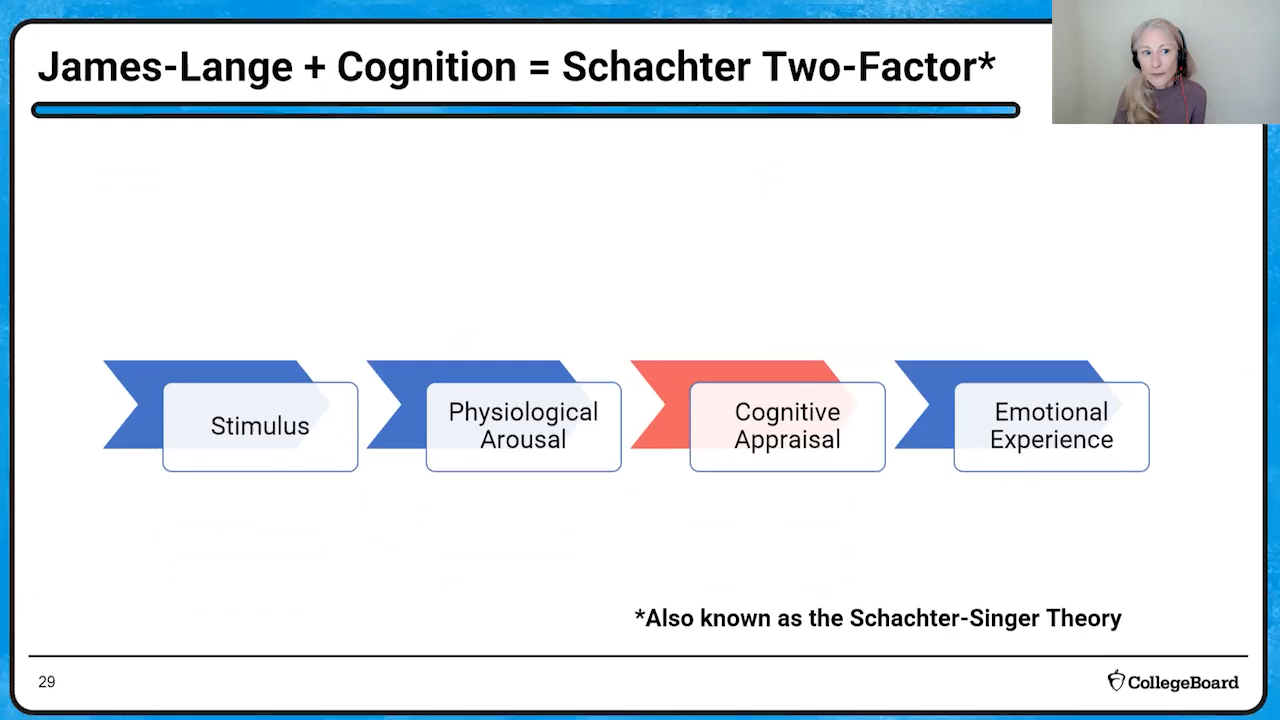 James-Lange + Cognition = Schachter Two-Factor*
Stimulus
Physiological
Arousal
Cognitive
Appraisal
Emotional
Experience
*Also known as the Schachter-Singer Theory
29
CollegeBoard